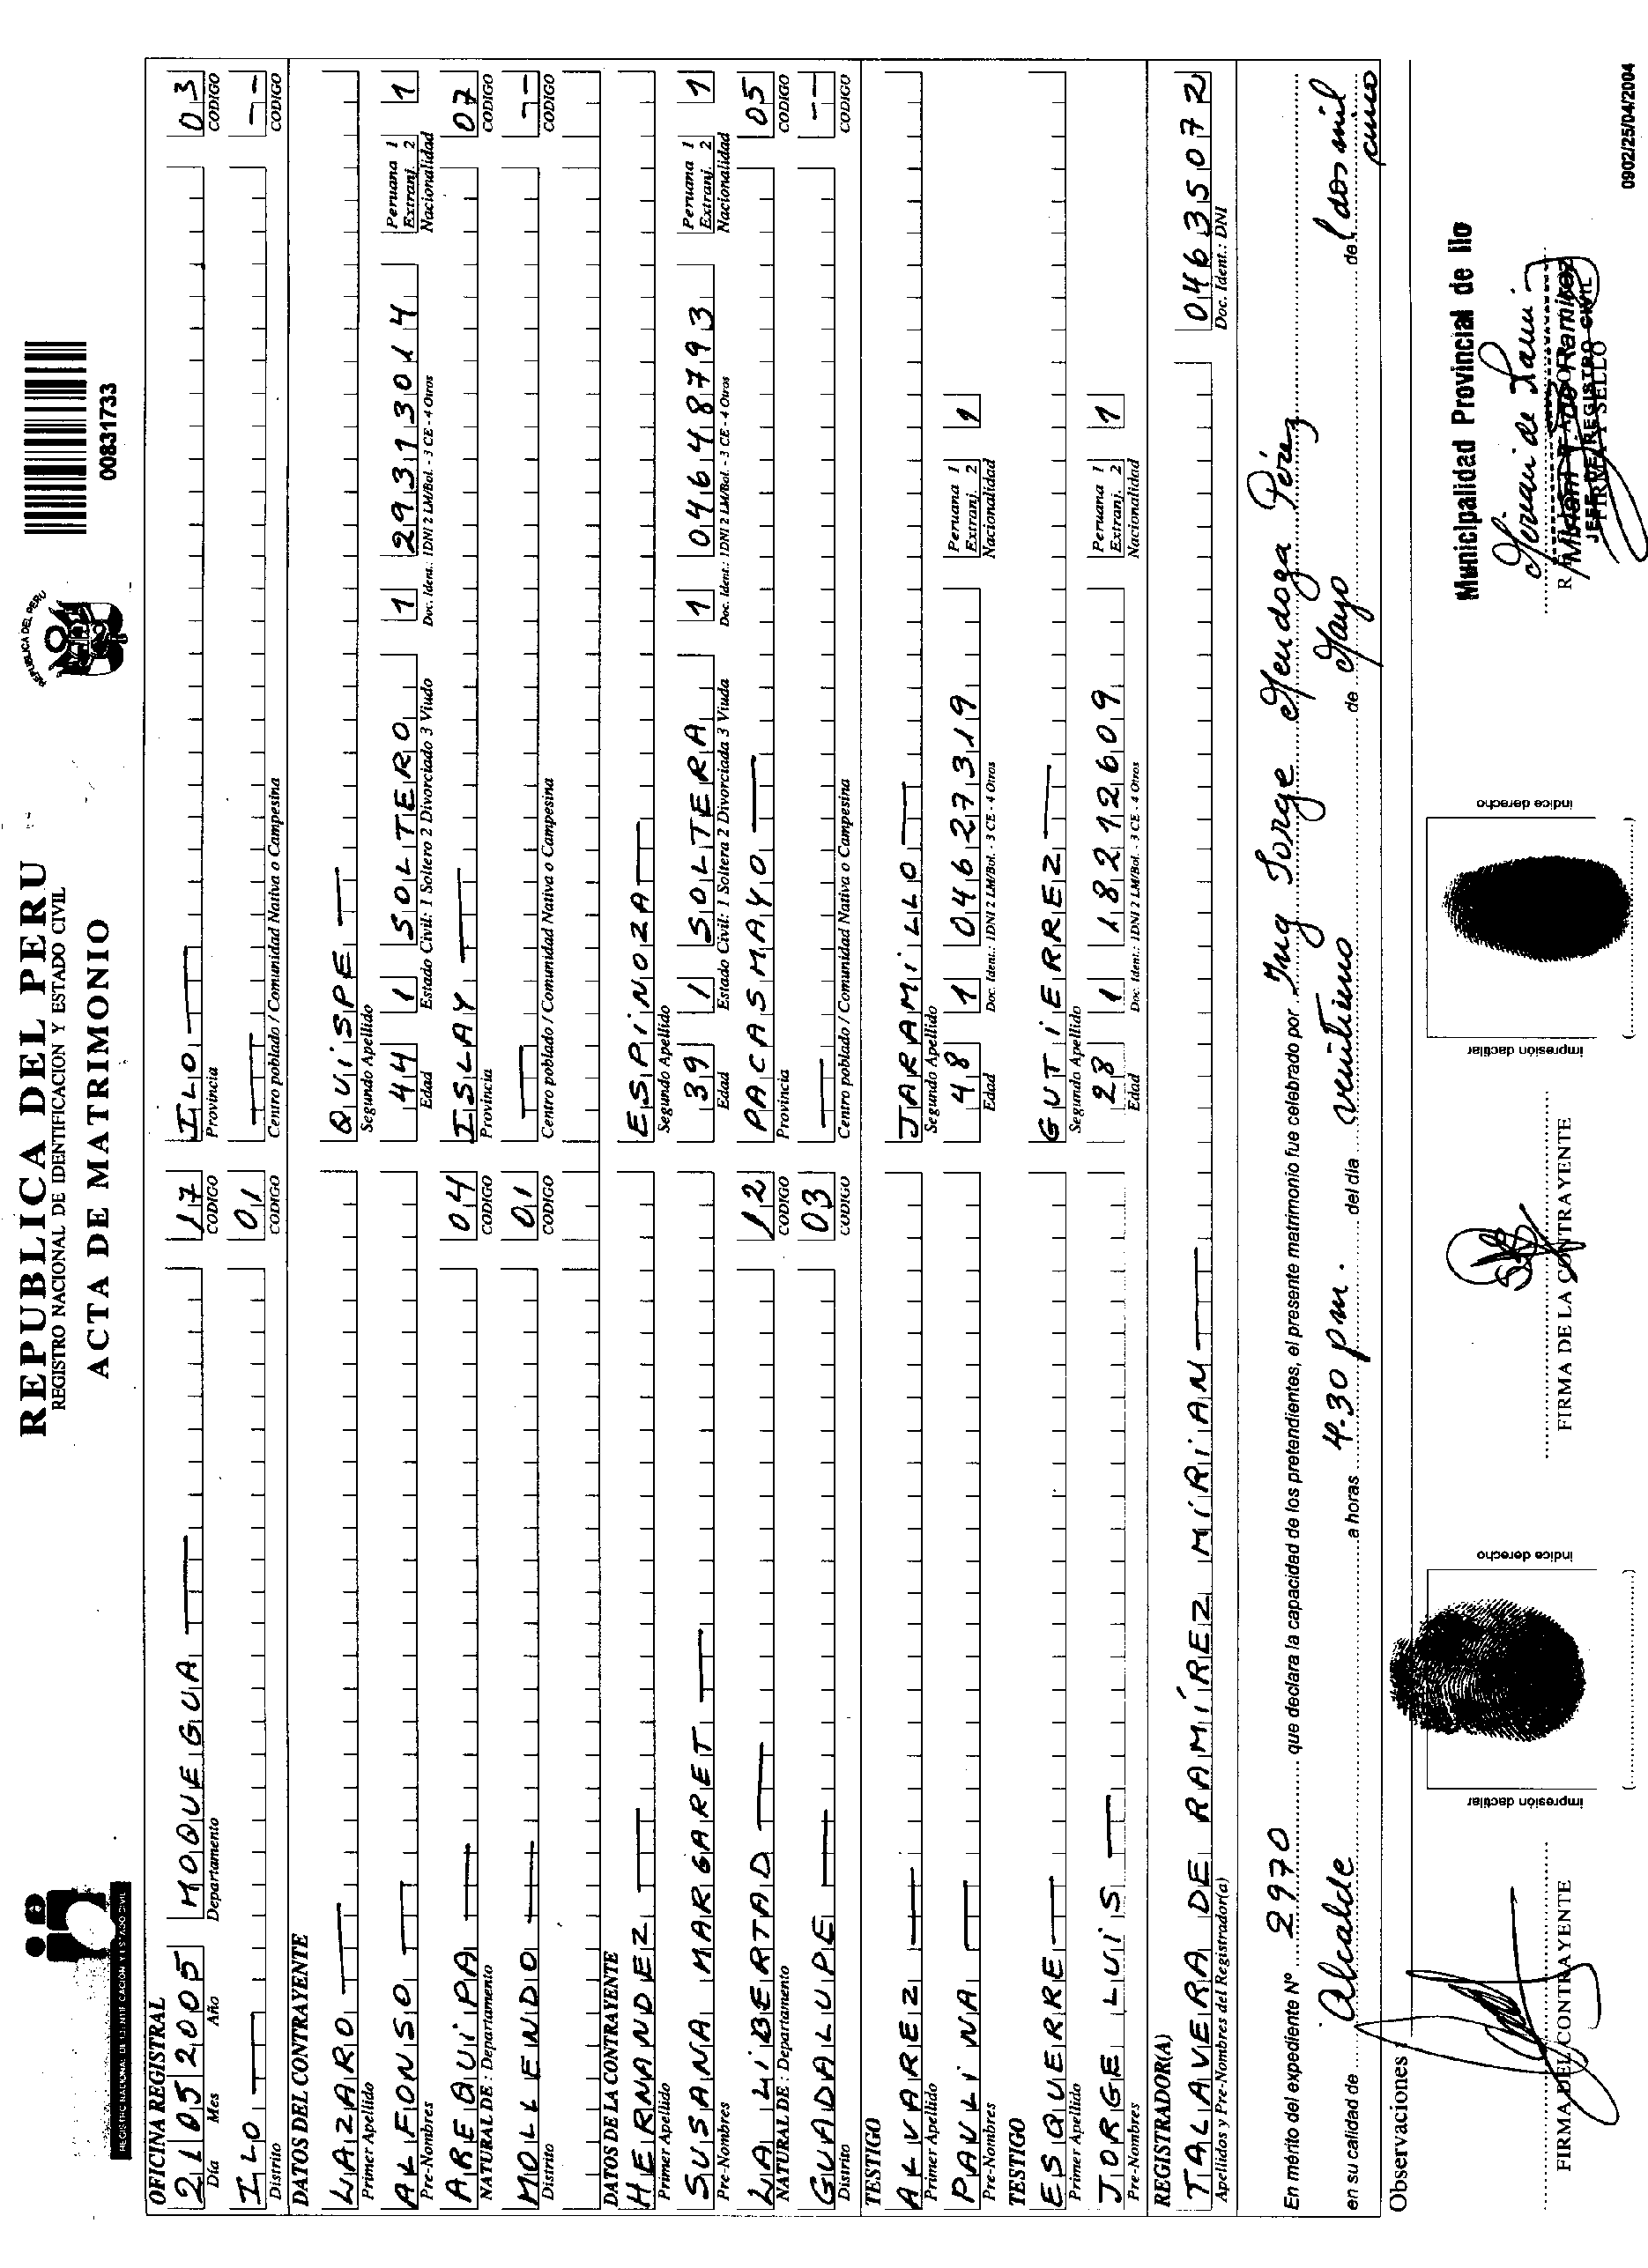 REPUBLICA DEL PERU
REGISTRO NACIONAL DE IDENTIFICACION Y ESTADO CIVIL
ACTA DE MATRIMONIO
REGISTRO NACIONAL DE IDENTIFICACION Y ESTADO CIVIL
REPUBLICA DEL PERU
00831733
OFICINA REGISTRAL
21 05 2005 MOQUEGUA 17 ILO 03
Día Mes Año Departamento CODIGO Provincia CODIGO
ILO 01 --
Distrito CODIGO Centro poblado / Comunidad Nativa o Campesina CODIGO
DATOS DEL CONTRAYENTE
LAZARO QUISPE
Primer Apellido Segundo Apellido
ALFONSO 44 1 SOLTERO 1 29313014 Peruana 1 Extranj. 2 1
Pre-Nombres Edad Estado Civil: 1 Soltero 2 Divorciado 3 Viudo Doc. Ident.: 1DNI 2 LM/Bol. - 3 CE - 4 Otros Nacionalidad
AREQUIPA 04 ISLAY 07
NATURAL DE : Departamento CODIGO Provincia CODIGO
MOLLENDO 01 --
Distrito CODIGO Centro poblado / Comunidad Nativa o Campesina CODIGO
DATOS DE LA CONTRAYENTE
HERNANDEZ ESPINOZA
Primer Apellido Segundo Apellido
SUSANA MARGARET 39 1 SOLTERA 1 04648793 Peruana 1 Extranj. 2 1
Pre-Nombres Edad Estado Civil: 1 Soltera 2 Divorciada 3 Viuda Doc. Ident.: 1DNI 2 LM/Bol. - 3 CE - 4 Otros Nacionalidad
LA LIBERTAD 12 PACASMAYO 05
NATURAL DE : Departamento CODIGO Provincia CODIGO
GUADALUPE 03 --
Distrito CODIGO Centro poblado / Comunidad Nativa o Campesina CODIGO
TESTIGO
ALVAREZ JARAMILLO
Primer Apellido Segundo Apellido
PAULINA 48 1 04627319 Peruana 1 Extranj. 2 1
Pre-Nombres Edad Doc. Ident.: 1DNI 2 LM/Bol. - 3 CE - 4 Otros Nacionalidad
TESTIGO
ESQUERRE GUTIERREZ
Primer Apellido Segundo Apellido
JORGE LUIS 28 1 18212609 Peruana 1 Extranj. 2 1
Pre-Nombres Edad Doc. Ident.: 1DNI 2 LM/Bol. - 3 CE - 4 Otros Nacionalidad
REGISTRADOR(A)
TALAVERA DE RAMÍREZ MIRIAN 04635072
Apellidos y Pre-Nombres del Registrador(a) Doc. Ident.: DNI
En mérito del expediente Nº 2970 que declara la capacidad de los pretendientes, el presente matrimonio fue celebrado por Ing Jorge Mendoza Pérez
en su calidad de Alcalde a horas 4.30 pm. del día veintiuno de Mayo de dos mil cinco
Observaciones :
Municipalidad Provincial de Ilo
impresión dactilar índice derecho impresión dactilar índice derecho
FIRMA DEL CONTRAYENTE FIRMA DE LA CONTRAYENTE
JEFE DE REGISTRO CIVIL
FIRMA Y SELLO
0902/25/04/2004